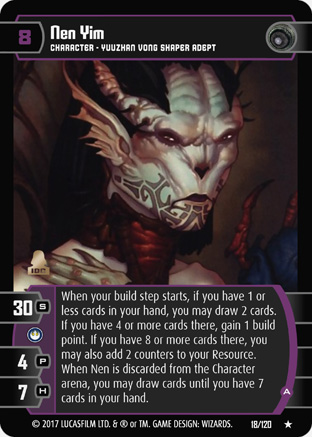 8
Nen Yim
CHARACTER - YUUZHAN VONG SHAPER ADEPT
IDO
30 S
4 P
7 H
When your build step starts, if you have 1 or
less cards in your hand, you may draw 2 cards.
If you have 4 or more cards there, gain 1 build
point. If you have 8 or more cards there, you
may also add 2 counters to your Resource.
When Nen is discarded from the Character
arena, you may draw cards until you have 7
cards in your hand.
A
© 2017 LUCASFILM LTD. & ® or TM. GAME DESIGN: WIZARDS.
18/120